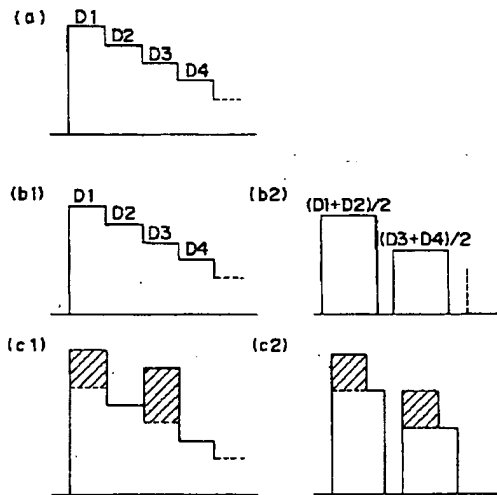 (a)
D1
D2
D3
D4
(b1)
D1
D2
D3
D4
(b2)
(D1+D2)/2
(D3+D4)/2
(c1)
(c2)